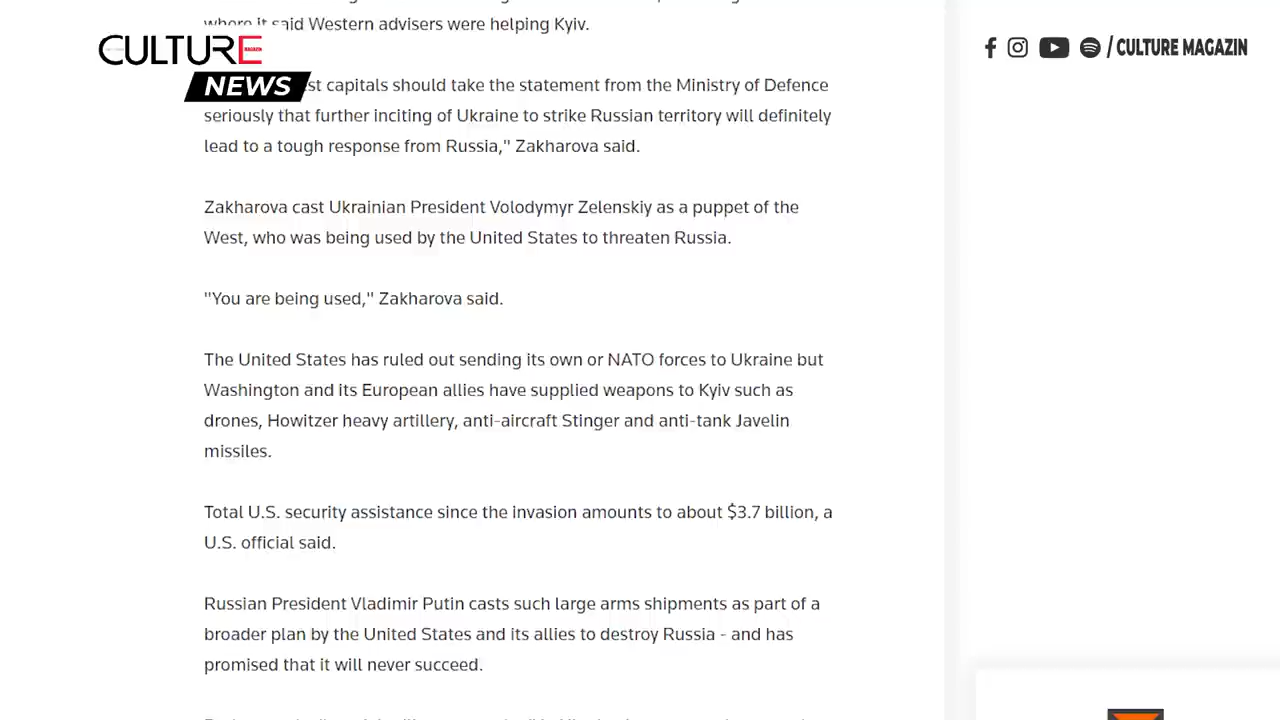 said Western advisers were helping Kyiv.
CULTURE
MAGAZIN
/ CULTURE MAGAZIN
NEWS
st capitals should take the statement from the Ministry of Defence
seriously that further inciting of Ukraine to strike Russian territory will definitely
lead to a tough response from Russia," Zakharova said.
Zakharova cast Ukrainian President Volodymyr Zelenskiy as a puppet of the
West, who was being used by the United States to threaten Russia.
"You are being used," Zakharova said.
The United States has ruled out sending its own or NATO forces to Ukraine but
Washington and its European allies have supplied weapons to Kyiv such as
drones, Howitzer heavy artillery, anti-aircraft Stinger and anti-tank Javelin
missiles.
Total U.S. security assistance since the invasion amounts to about $3.7 billion, a
U.S. official said.
Russian President Vladimir Putin casts such large arms shipments as part of a
broader plan by the United States and its allies to destroy Russia - and has
promised that it will never succeed.